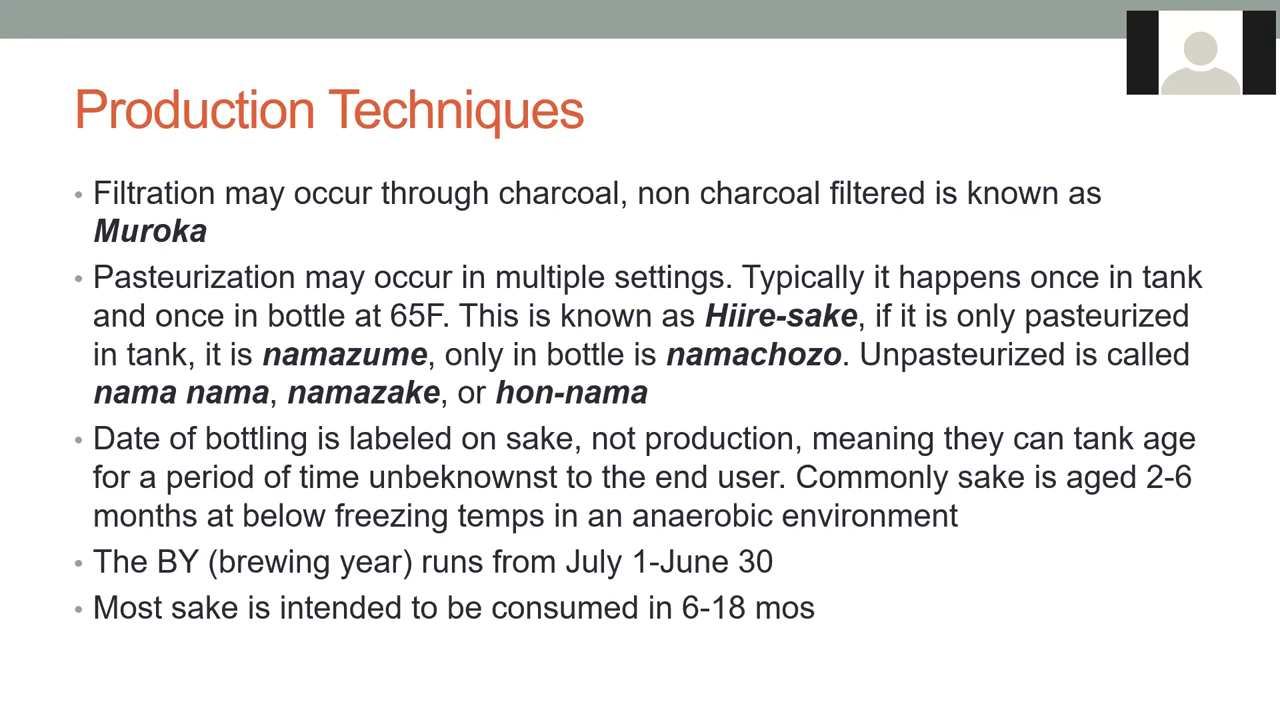 Production Techniques
• Filtration may occur through charcoal, non charcoal filtered is known as
Muroka
• Pasteurization may occur in multiple settings. Typically it happens once in tank
and once in bottle at 65F. This is known as Hiire-sake, if it is only pasteurized
in tank, it is namazume, only in bottle is namachozo. Unpasteurized is called
nama nama, namazake, or hon-nama
• Date of bottling is labeled on sake, not production, meaning they can tank age
for a period of time unbeknownst to the end user. Commonly sake is aged 2-6
months at below freezing temps in an anaerobic environment
• The BY (brewing year) runs from July 1-June 30
• Most sake is intended to be consumed in 6-18 mos